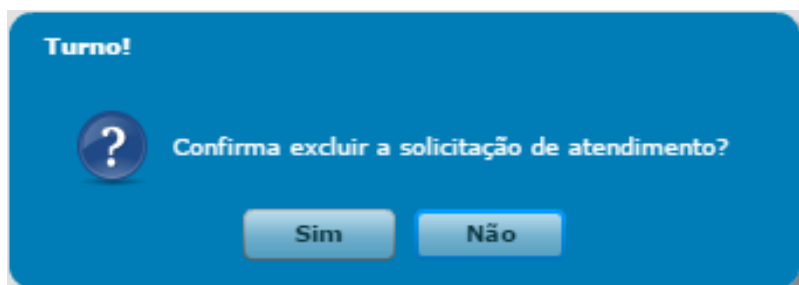 Turno!
?
Confirma excluir a solicitação de atendimento?
Sim Não